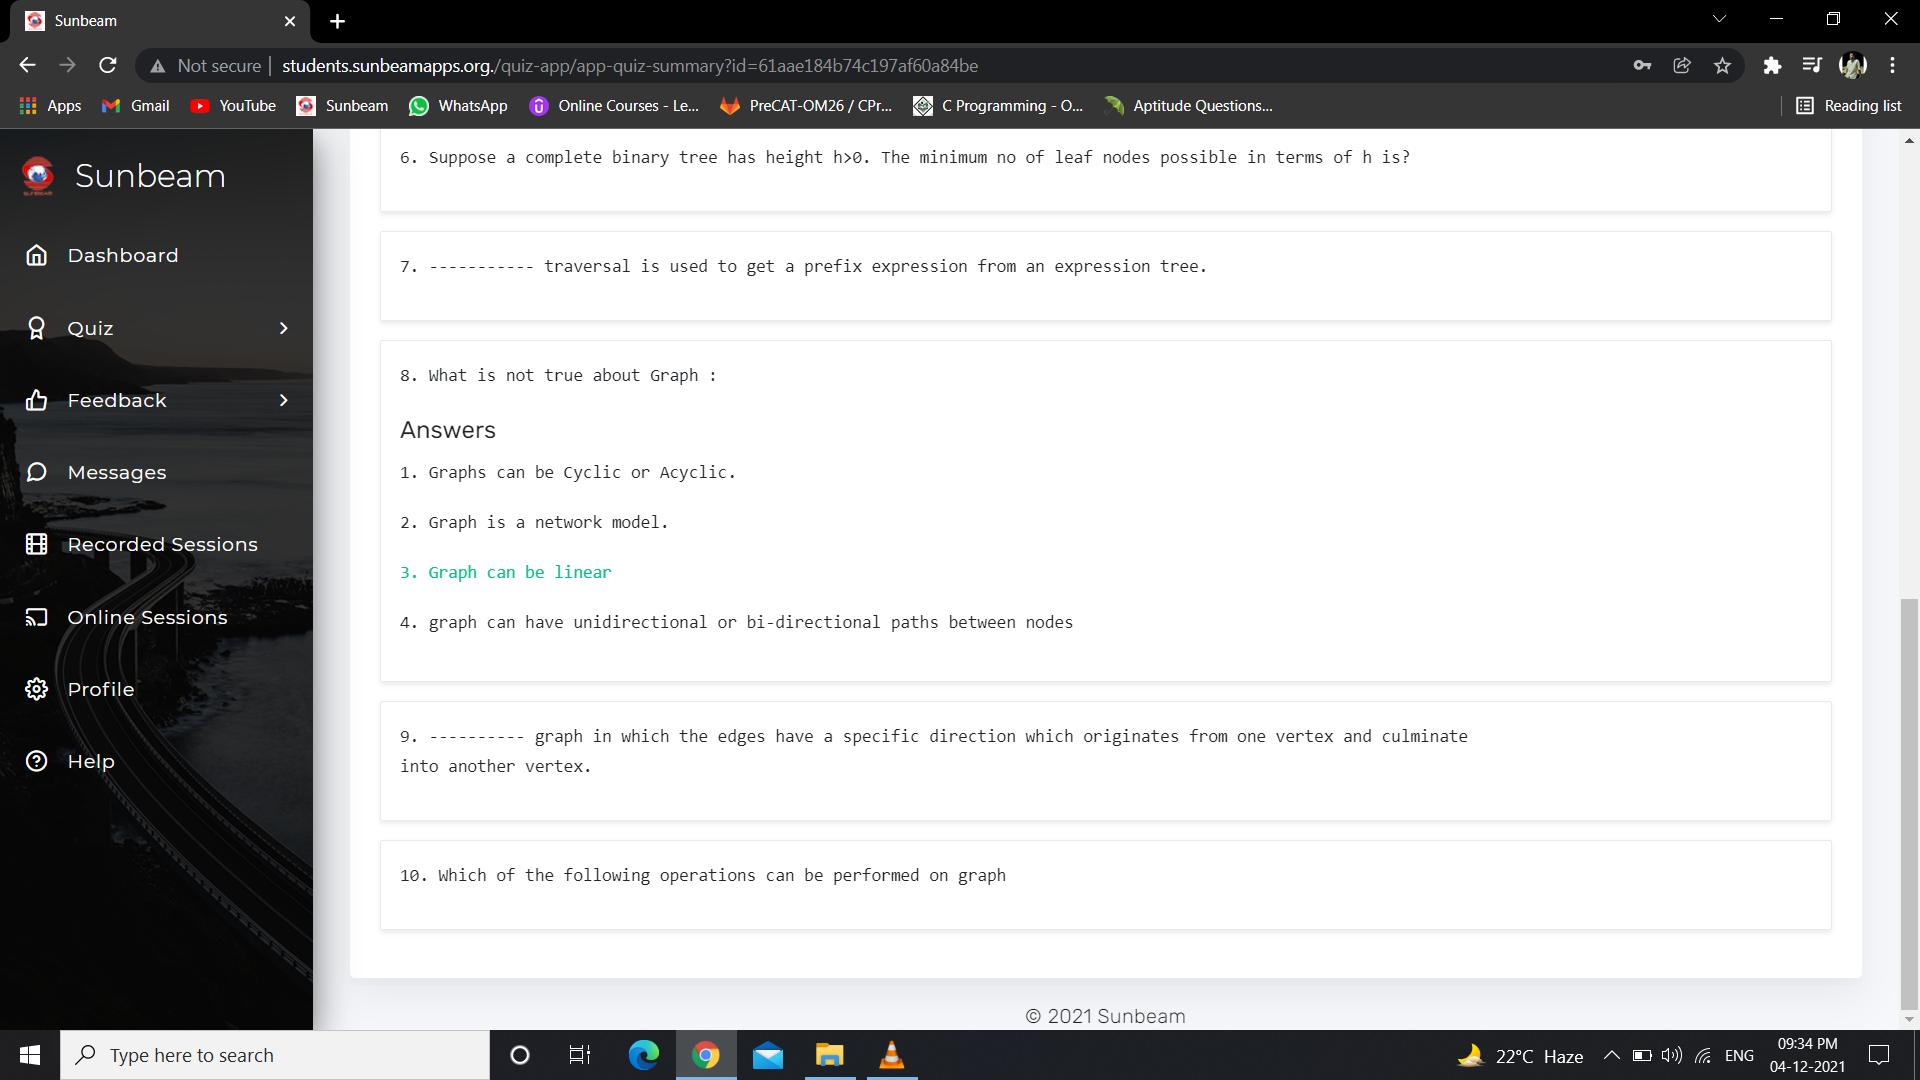 Sunbeam
Not secure
students.sunbeamapps.org./quiz-app/app-quiz-summary?id=61aae184b74c197af60a84be
Apps
Gmail
YouTube
Sunbeam
WhatsApp
Online Courses - Le...
PreCAT-OM26 / CPr...
C Programming - O...
Aptitude Questions...
Reading list
Sunbeam
Dashboard
Quiz
Feedback
Messages
Recorded Sessions
Online Sessions
Profile
Help
6. Suppose a complete binary tree has height h>0. The minimum no of leaf nodes possible in terms of h is?
7. ----------- traversal is used to get a prefix expression from an expression tree.
8. What is not true about Graph :
Answers
1. Graphs can be Cyclic or Acyclic.
2. Graph is a network model.
3. Graph can be linear
4. graph can have unidirectional or bi-directional paths between nodes
9. ---------- graph in which the edges have a specific direction which originates from one vertex and culminate
into another vertex.
10. Which of the following operations can be performed on graph
© 2021 Sunbeam
Type here to search
22°C Haze
ENG
09:34 PM
04-12-2021